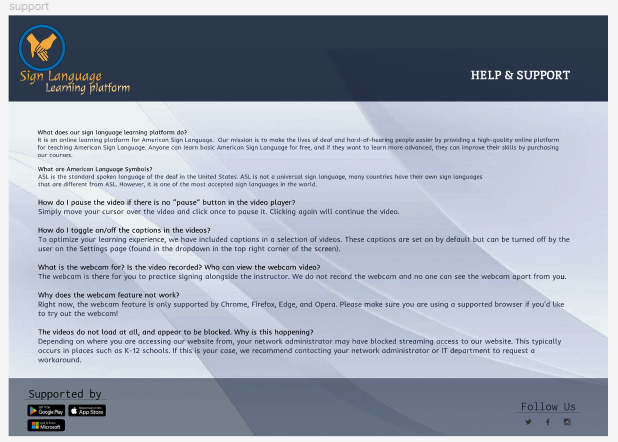 support
Sign Language
Learning platform
HELP & SUPPORT
What does our sign language learning platform do?
It is an online learning platform for American Sign Language. Our mission is to make the lives of deaf and hard-of-hearing people easier by providing a high-quality online platform
for teaching American Sign Language. Anyone can learn basic American Sign Language for free, and if they want to learn more advanced, they can improve their skills by purchasing
our courses.
What are American Language Symbols?
ASL is the standard spoken language of the deaf in the United States. ASL is not a universal sign language, many countries have their own sign languages
that are different from ASL. However, it is one of the most accepted sign languages in the world.
How do I pause the video if there is no "pause" button in the video player?
Simply move your cursor over the video and click once to pause it. Clicking again will continue the video.
How do I toggle on/off the captions in the videos?
To optimize your learning experience, we have included captions in a selection of videos. These captions are set on by default but can be turned off by the
user on the Settings page (found in the dropdown in the top right corner of the screen).
What is the webcam for? Is the video recorded? Who can view the webcam video?
The webcam is there for you to practice signing alongside the instructor. We do not record the webcam and no one can see the webcam apart from you.
Why does the webcam feature not work?
Right now, the webcam feature is only supported by Chrome, Firefox, Edge, and Opera. Please make sure you are using a supported browser if you'd like
to try out the webcam!
The videos do not load at all, and appear to be blocked. Why is this happening?
Depending on where you are accessing our website from, your network administrator may have blocked streaming access to our website. This typically
occurs in places such as K-12 schools. If this is your case, we recommend contacting your network administrator or IT department to request a
workaround.
Supported by
Google Play
App Store
Microsoft
Follow Us